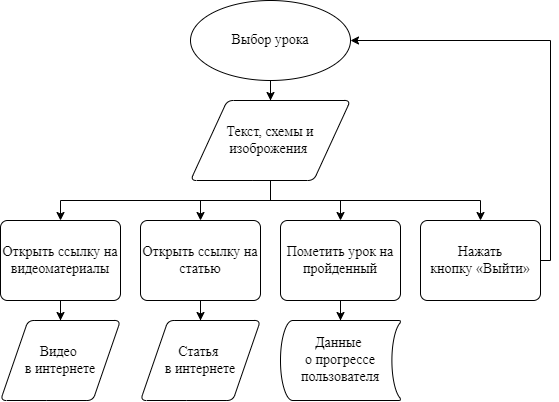 Выбор урока
Текст, схемы и
изоброжения
Открыть ссылку на
видеоматериалы
Открыть ссылку на
статью
Пометить урок на
пройденный
Нажать
кнопку «Выйти»
Видео
в интернете
Статья
в интернете
Данные
о прогрессе
пользователя